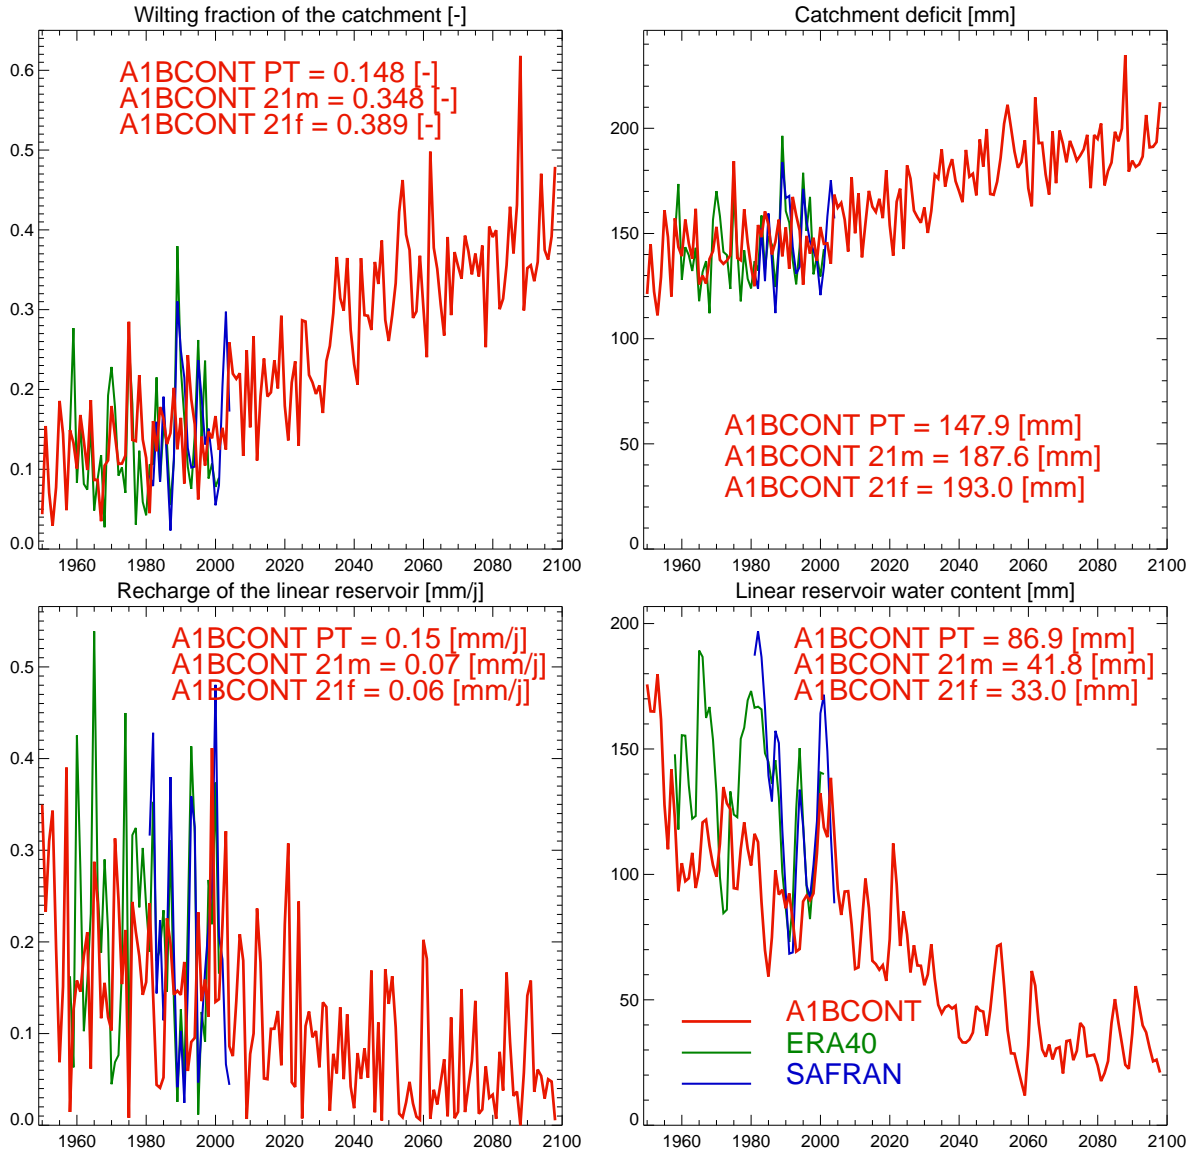 Wilting fraction of the catchment [-]
A1BCONT PT = 0.148 [-]
A1BCONT 21m = 0.348 [-]
A1BCONT 21f = 0.389 [-]
0.6
0.5
0.4
0.3
0.2
0.1
0.0
1960 1980 2000 2020 2040 2060 2080 2100
Catchment deficit [mm]
200
150
100
50
0
A1BCONT PT = 147.9 [mm]
A1BCONT 21m = 187.6 [mm]
A1BCONT 21f = 193.0 [mm]
1960 1980 2000 2020 2040 2060 2080 2100
Recharge of the linear reservoir [mm/j]
A1BCONT PT = 0.15 [mm/j]
A1BCONT 21m = 0.07 [mm/j]
A1BCONT 21f = 0.06 [mm/j]
0.5
0.4
0.3
0.2
0.1
0.0
1960 1980 2000 2020 2040 2060 2080 2100
Linear reservoir water content [mm]
A1BCONT PT = 86.9 [mm]
A1BCONT 21m = 41.8 [mm]
A1BCONT 21f = 33.0 [mm]
200
150
100
50
0
A1BCONT
ERA40
SAFRAN
1960 1980 2000 2020 2040 2060 2080 2100